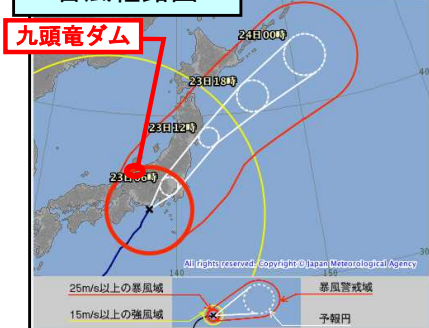 台風経路図
九頭竜ダム
24日00時
23日18時
23日12時
23日06時
40
30
All rights reserved. Copyright © Japan Meteorological Agency
140
150
25m/s以上の暴風域
暴風警戒域
15m/s以上の強風域
予報円